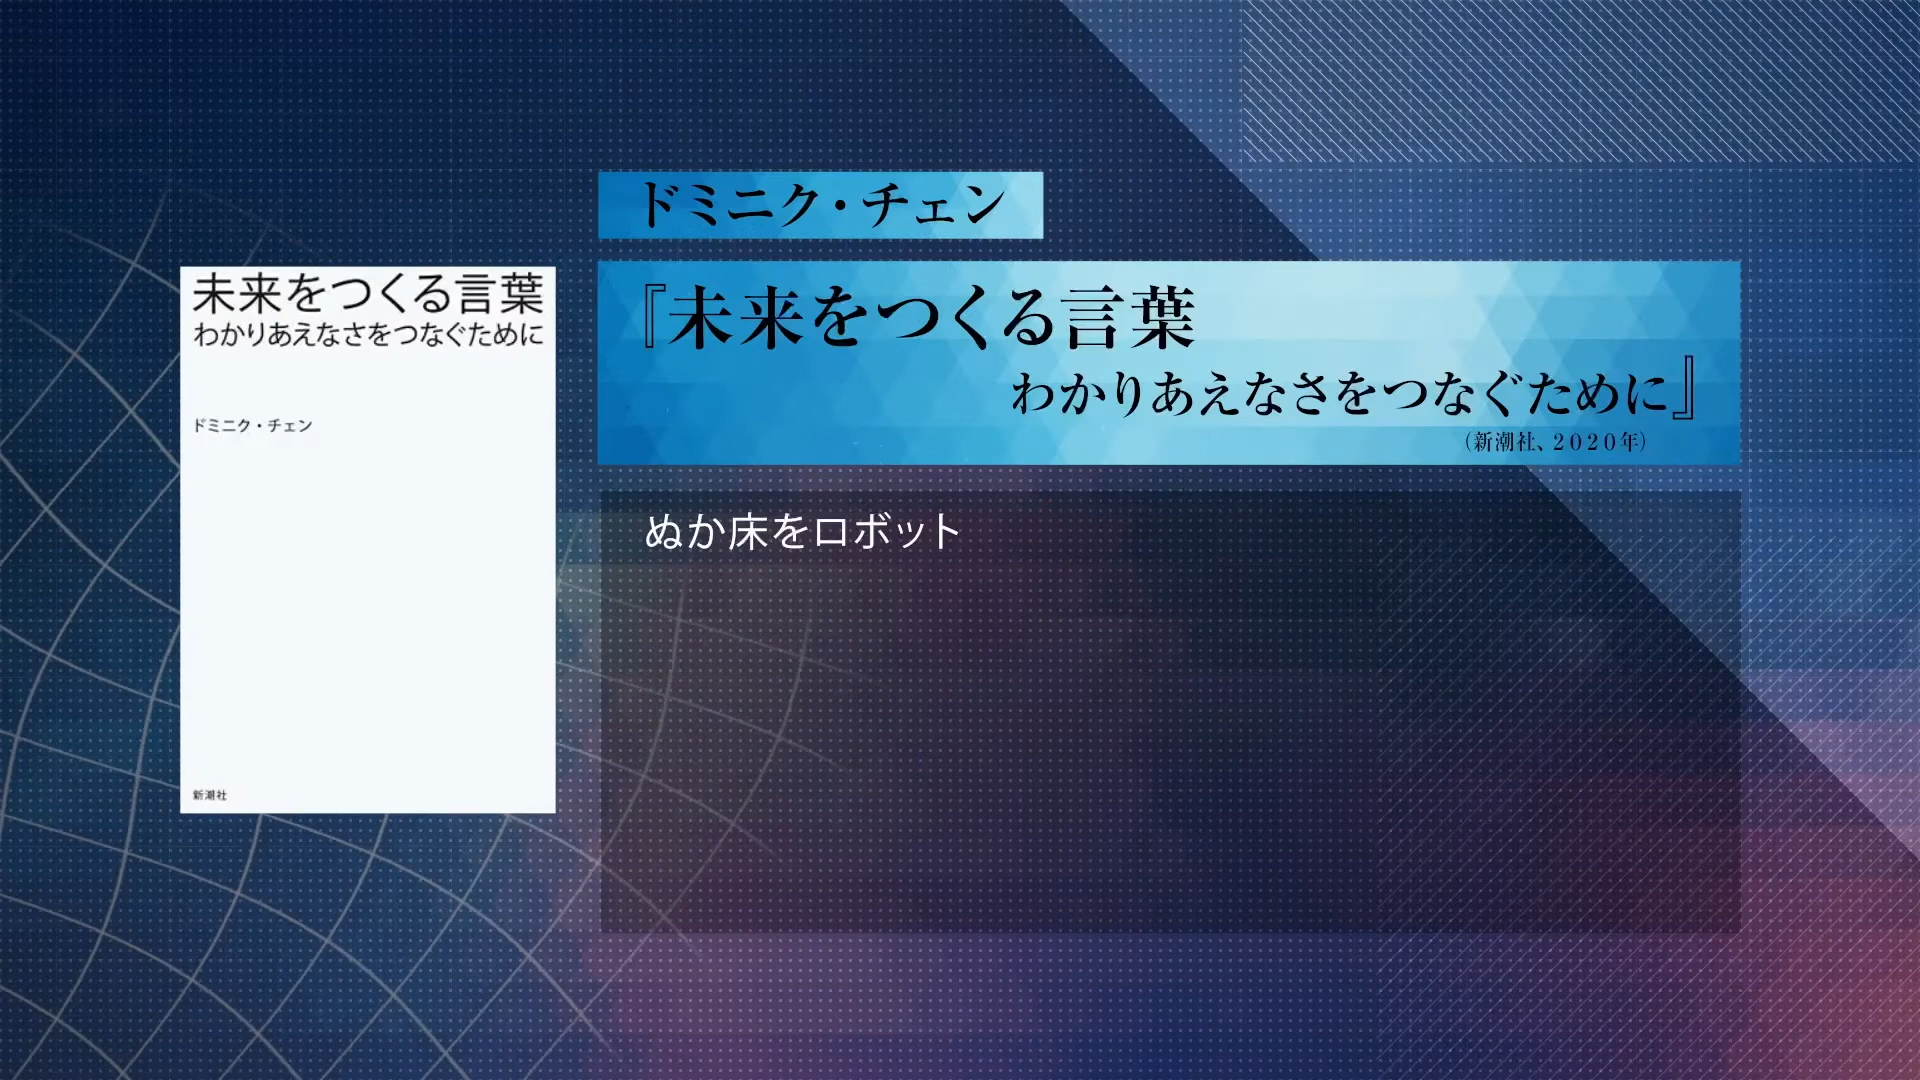 未来をつくる言葉
わかりあえなさをつなぐために
ドミニク・チェン
新潮社
ドミニク・チェン
『未来をつくる言葉
わかりあえなさをつなぐために』
(新潮社、2020年)
ぬか床をロボット